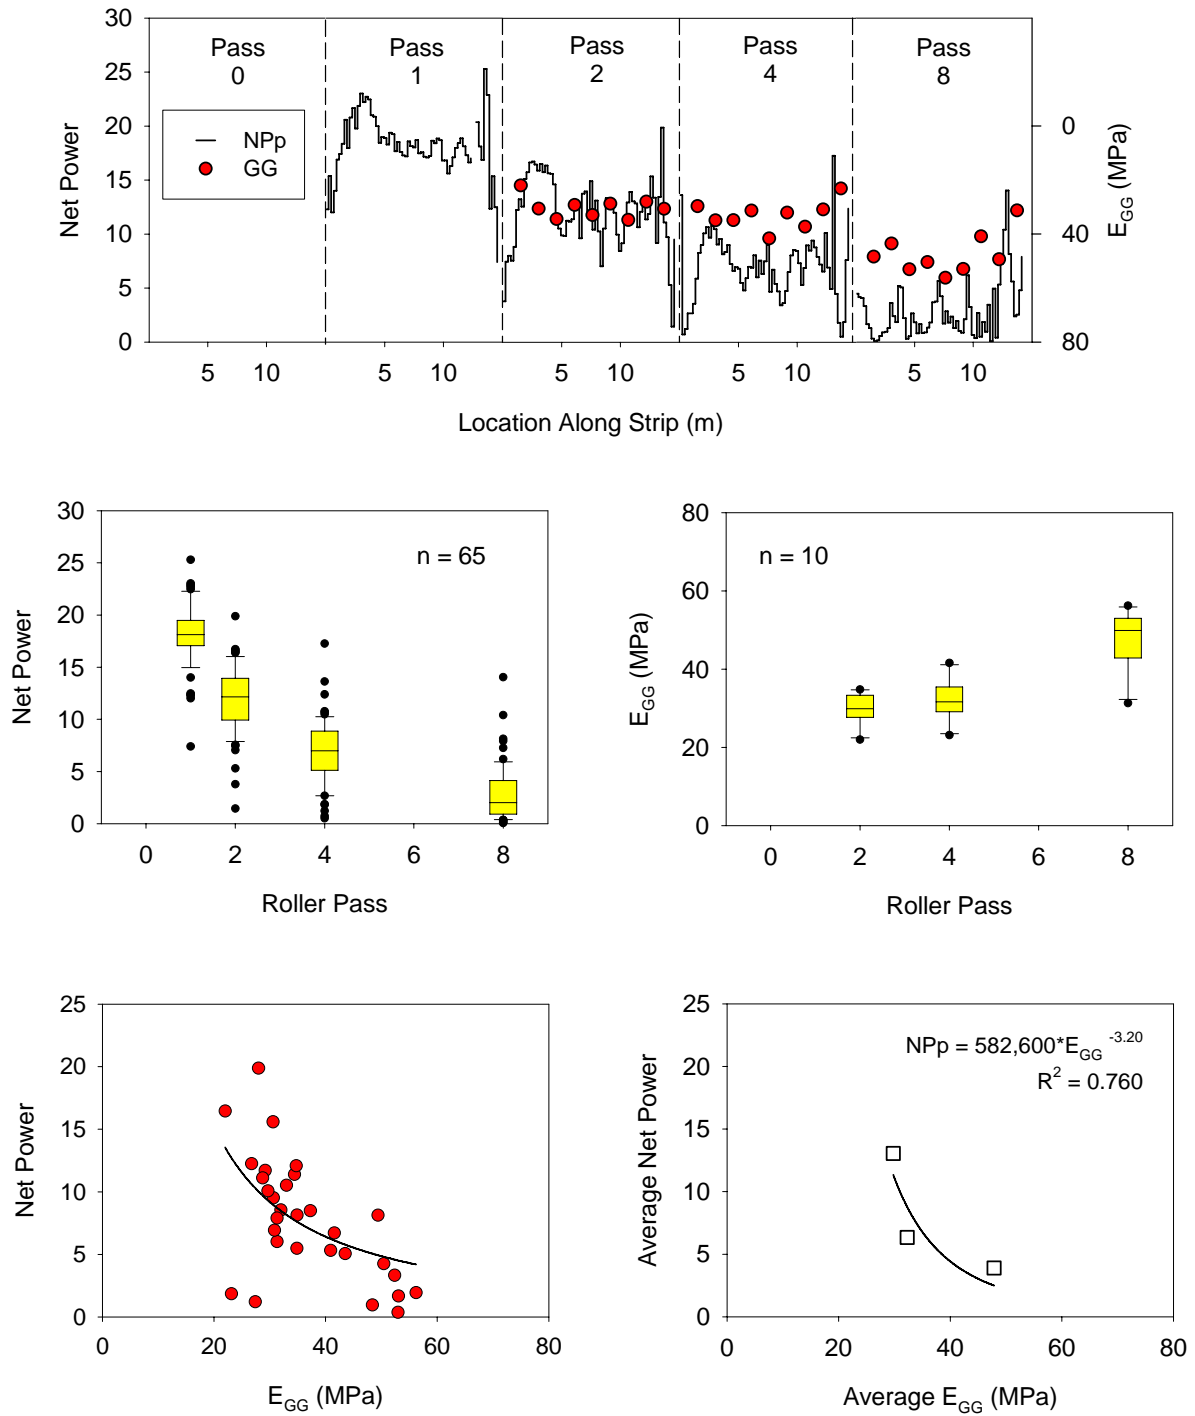 30
25
20
15
10
5
0
Net Power
Pass
0
Pass
1
Pass
2
Pass
4
Pass
8
NPp
GG
0
40
80
E_GG (MPa)
5 10 5 10 5 10 5 10 5 10
Location Along Strip (m)
30
25
20
15
10
5
0
Net Power
n = 65
0 2 4 6 8
Roller Pass
80
60
40
20
0
E_GG (MPa)
n = 10
0 2 4 6 8
Roller Pass
25
20
15
10
5
0
Net Power
0 20 40 60 80
E_GG (MPa)
25
20
15
10
5
0
Average Net Power
NPp = 582,600*E_GG ^-3.20
R² = 0.760
0 20 40 60 80
Average E_GG (MPa)